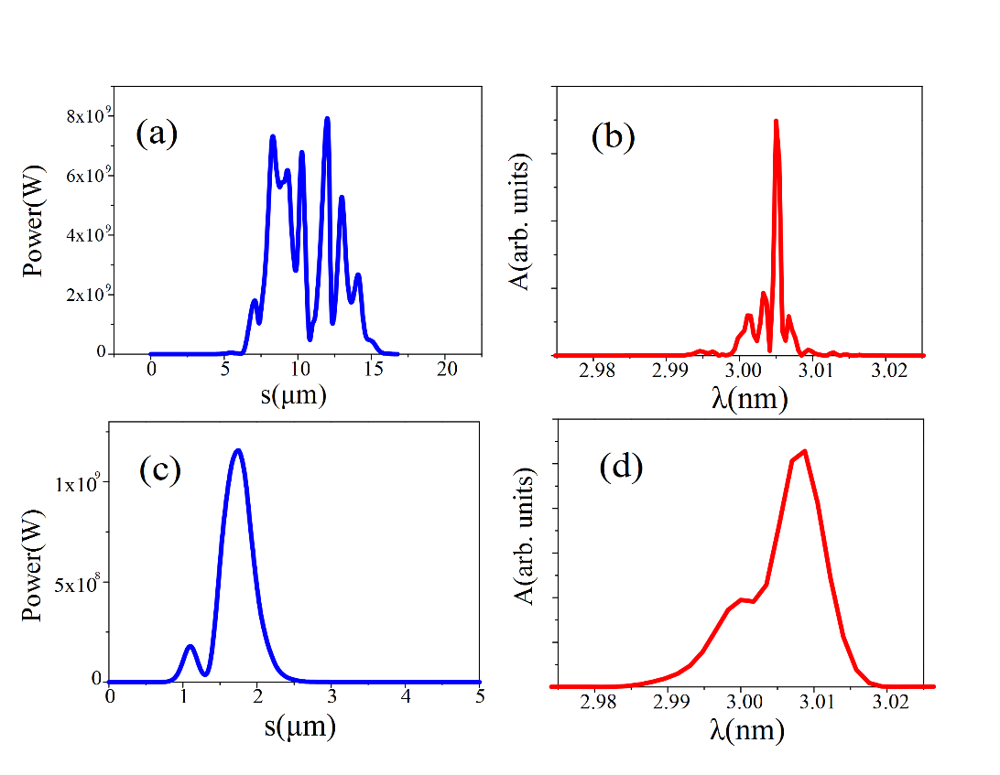 (a)
Power(W)
8x10⁹
6x10⁹
4x10⁹
2x10⁹
0
0 5 10 15 20
s(μm)
(b)
A(arb. units)
2.98 2.99 3.00 3.01 3.02
λ(nm)
(c)
Power(W)
1x10⁹
5x10⁸
0
0 1 2 3 4 5
s(μm)
(d)
A(arb. units)
2.98 2.99 3.00 3.01 3.02
λ(nm)